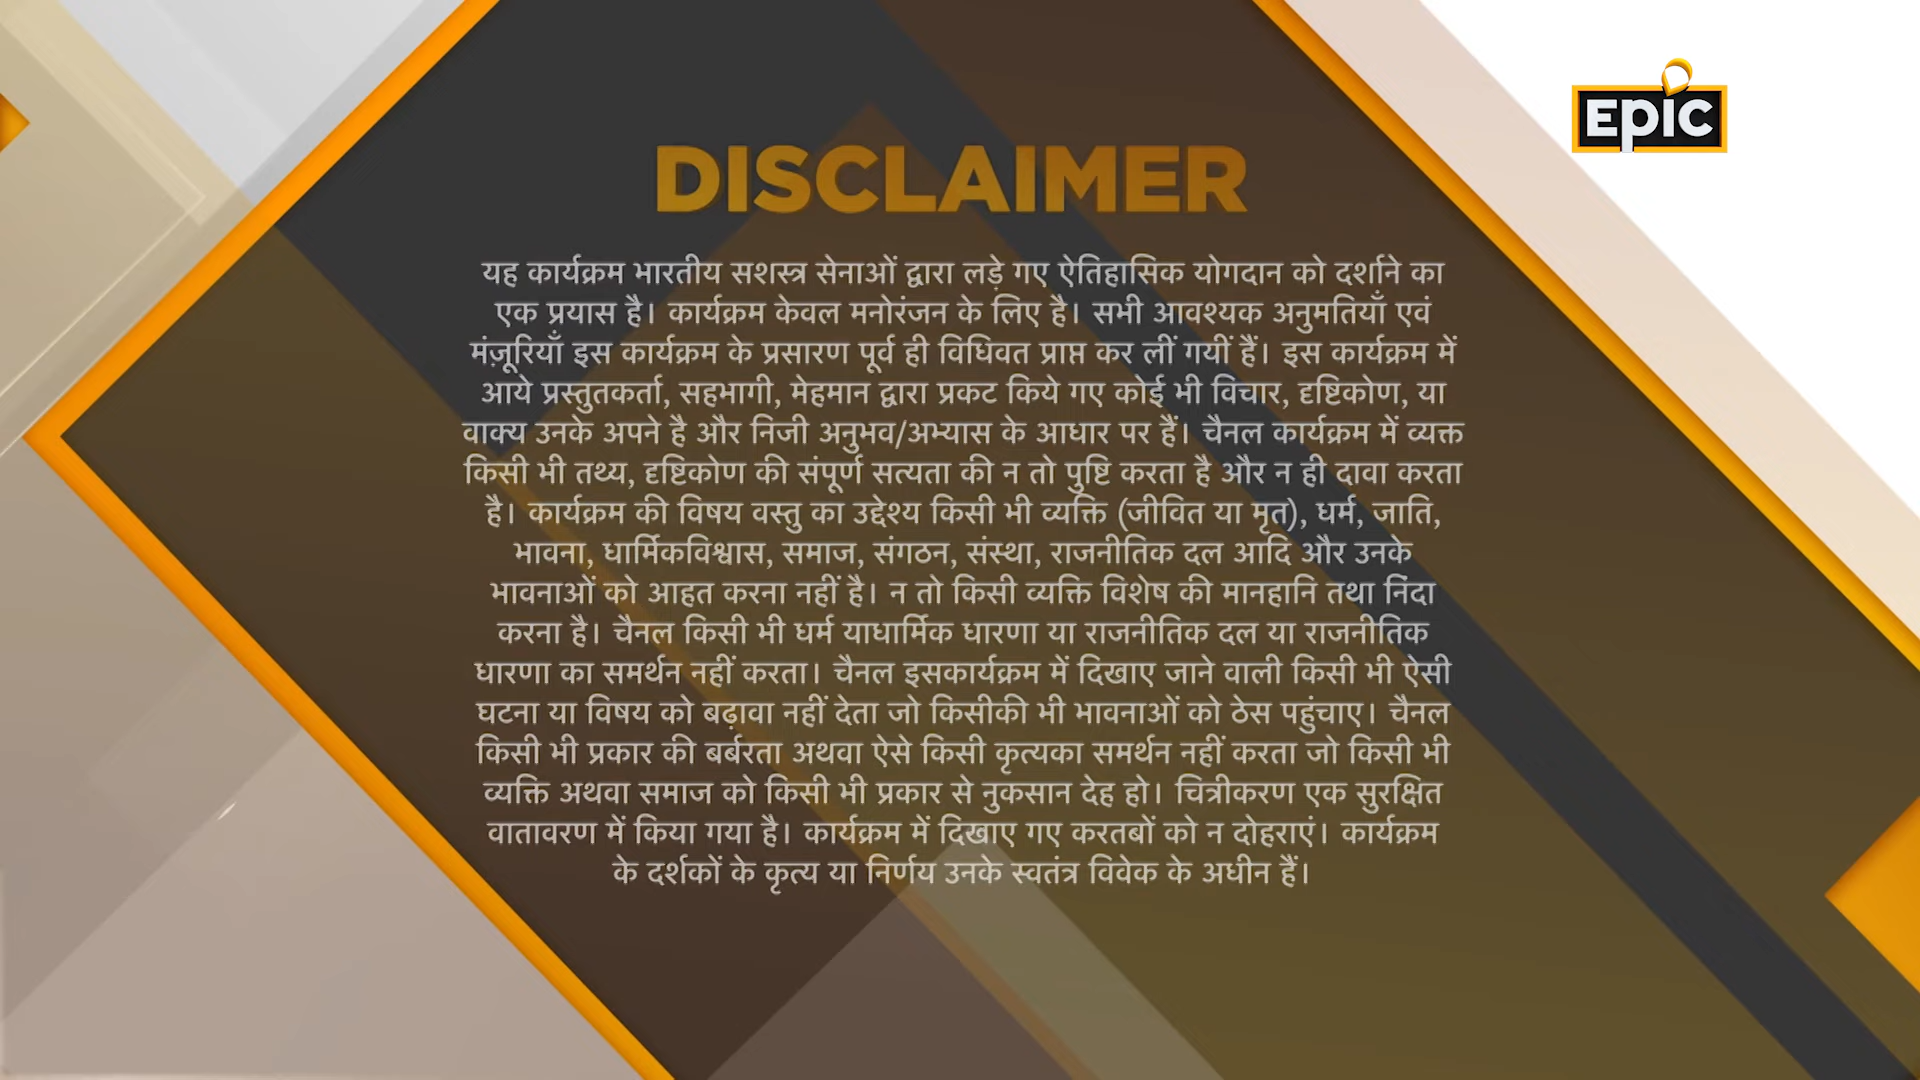 EPIC
DISCLAIMER
यह कार्यक्रम भारतीय सशस्त्र सेनाओं द्वारा लड़े गए ऐतिहासिक योगदान को दर्शाने का
एक प्रयास है। कार्यक्रम केवल मनोरंजन के लिए है। सभी आवश्यक अनुमतियाँ एवं
मंज़ूरियाँ इस कार्यक्रम के प्रसारण पूर्व ही विधिवत प्राप्त कर लीं गयीं हैं। इस कार्यक्रम में
आये प्रस्तुतकर्ता, सहभागी, मेहमान द्वारा प्रकट किये गए कोई भी विचार, दृष्टिकोण, या
वाक्य उनके अपने है और निजी अनुभव/अभ्यास के आधार पर हैं। चैनल कार्यक्रम में व्यक्त
किसी भी तथ्य, दृष्टिकोण की संपूर्ण सत्यता की न तो पुष्टि करता है और न ही दावा करता
है। कार्यक्रम की विषय वस्तु का उद्देश्य किसी भी व्यक्ति (जीवित या मृत), धर्म, जाति,
भावना, धार्मिकविश्वास, समाज, संगठन, संस्था, राजनीतिक दल आदि और उनके
भावनाओं को आहत करना नहीं है। न तो किसी व्यक्ति विशेष की मानहानि तथा निंदा
करना है। चैनल किसी भी धर्म याधार्मिक धारणा या राजनीतिक दल या राजनीतिक
धारणा का समर्थन नहीं करता। चैनल इसकार्यक्रम में दिखाए जाने वाली किसी भी ऐसी
घटना या विषय को बढ़ावा नहीं देता जो किसीकी भी भावनाओं को ठेस पहुंचाए। चैनल
किसी भी प्रकार की बर्बरता अथवा ऐसे किसी कृत्यका समर्थन नहीं करता जो किसी भी
व्यक्ति अथवा समाज को किसी भी प्रकार से नुकसान देह हो। चित्रीकरण एक सुरक्षित
वातावरण में किया गया है। कार्यक्रम में दिखाए गए करतबों को न दोहराएं। कार्यक्रम
के दर्शकों के कृत्य या निर्णय उनके स्वतंत्र विवेक के अधीन हैं।